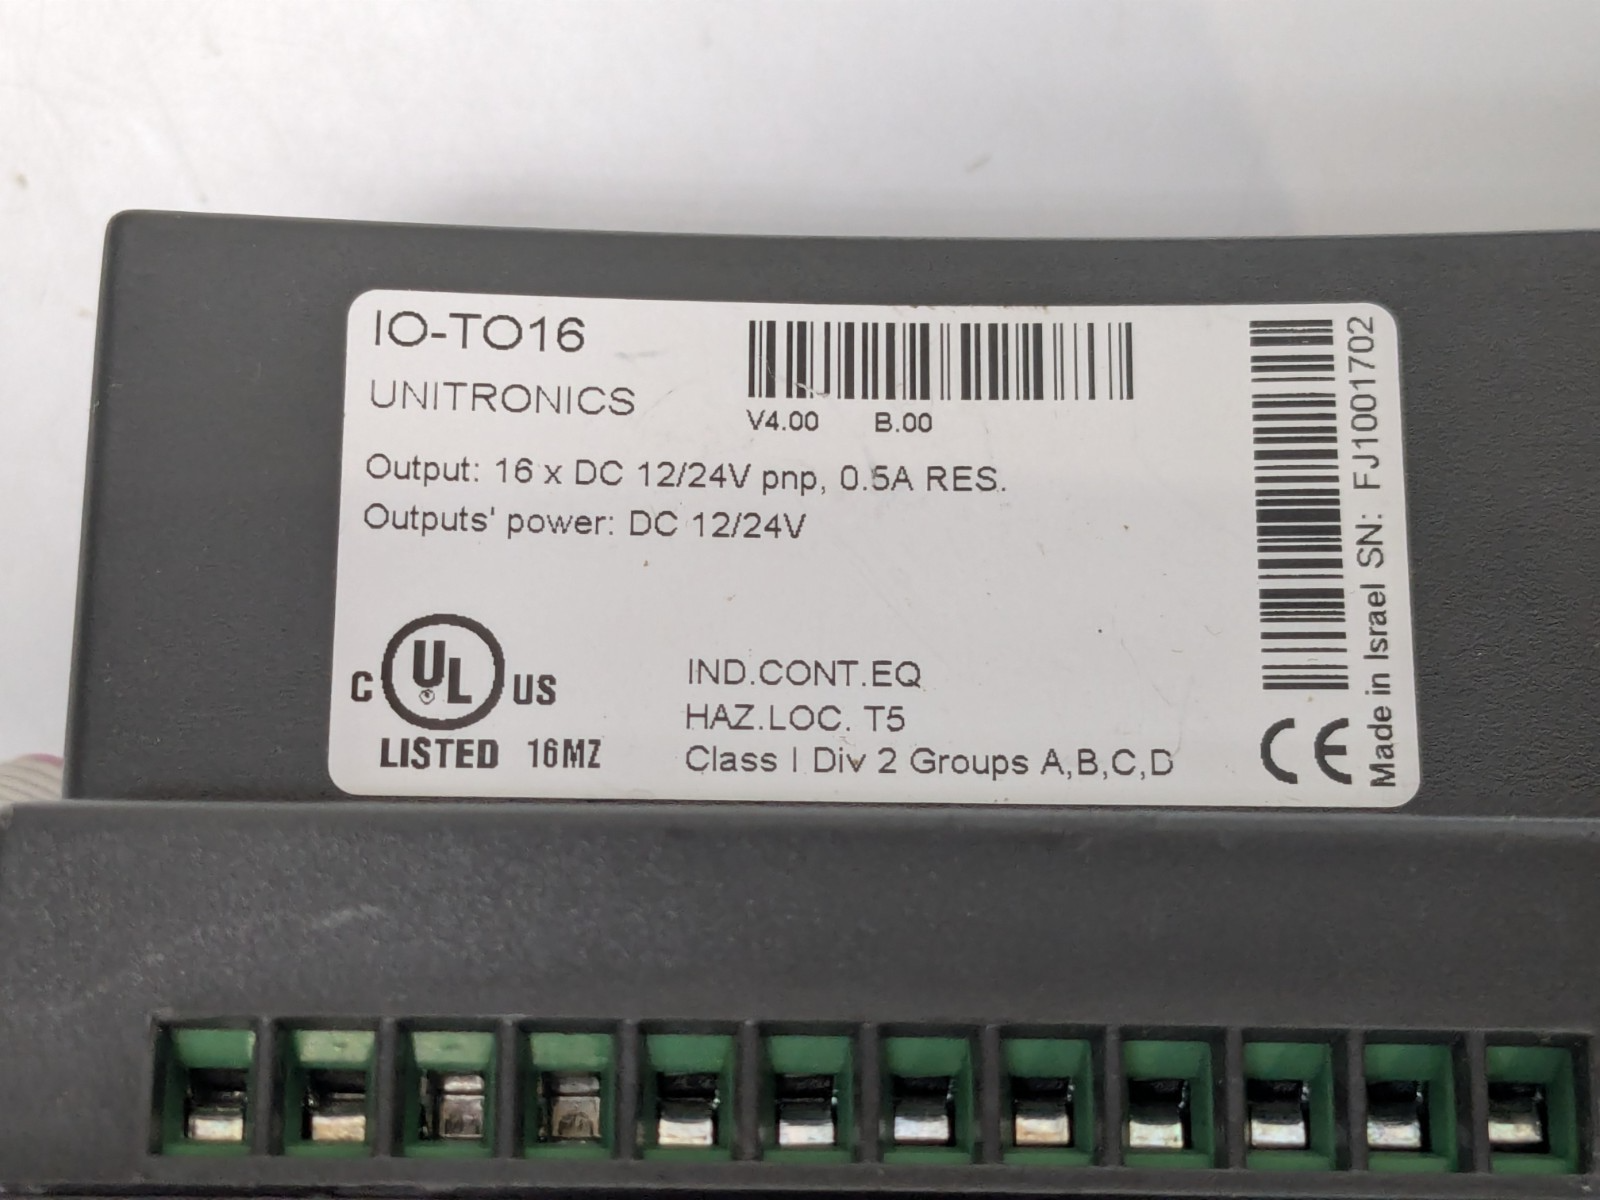 IO-TO16
UNITRONICS
V4.00 B.00
Output: 16 x DC 12/24V pnp, 0.5A RES.
Outputs' power: DC 12/24V
C UL US
LISTED 16MZ
IND.CONT.EQ
HAZ.LOC. T5
Class I Div 2 Groups A,B,C,D
CE
Made in Israel SN: FJ1001702